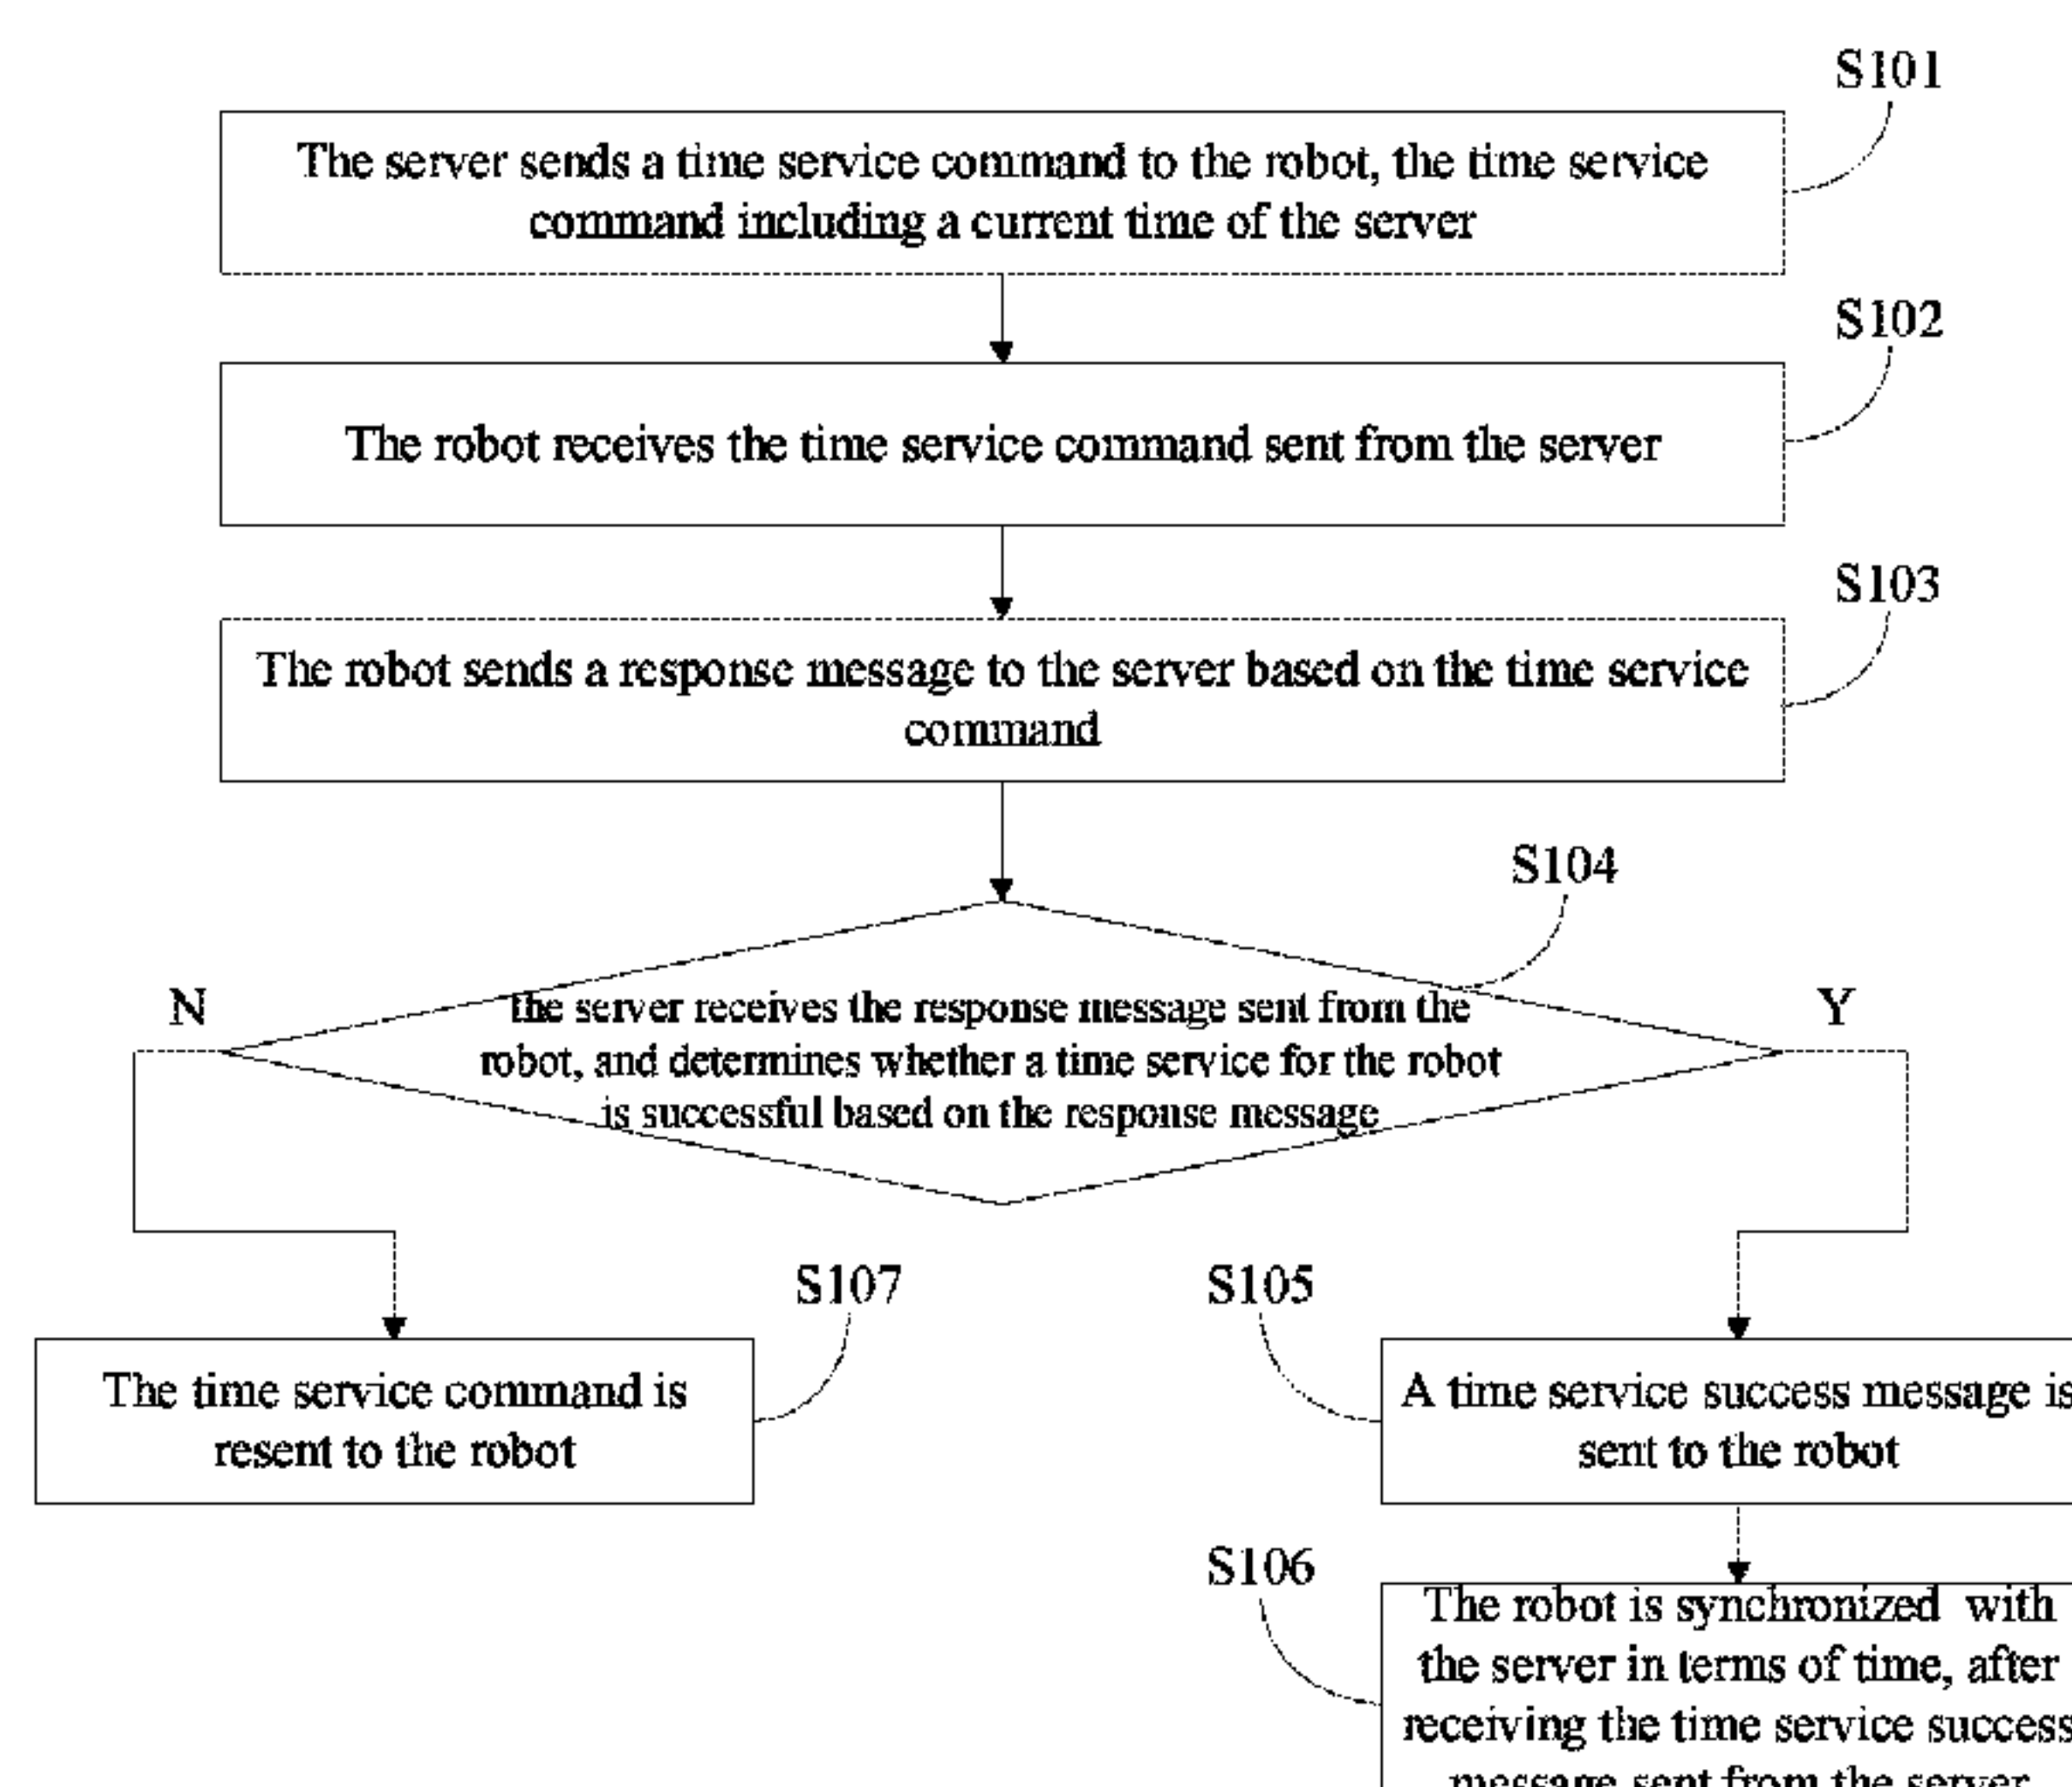 S101
The server sends a time service command to the robot, the time service
command including a current time of the server
S102
The robot receives the time service command sent from the server
S103
The robot sends a response message to the server based on the time service
command
S104
N
Y
the server receives the response message sent from the
robot, and determines whether a time service for the robot
is successful based on the response message
S107
S105
The time service command is
resent to the robot
A time service success message is
sent to the robot
S106
The robot is synchronized with
the server in terms of time, after
receiving the time service success
message sent from the server